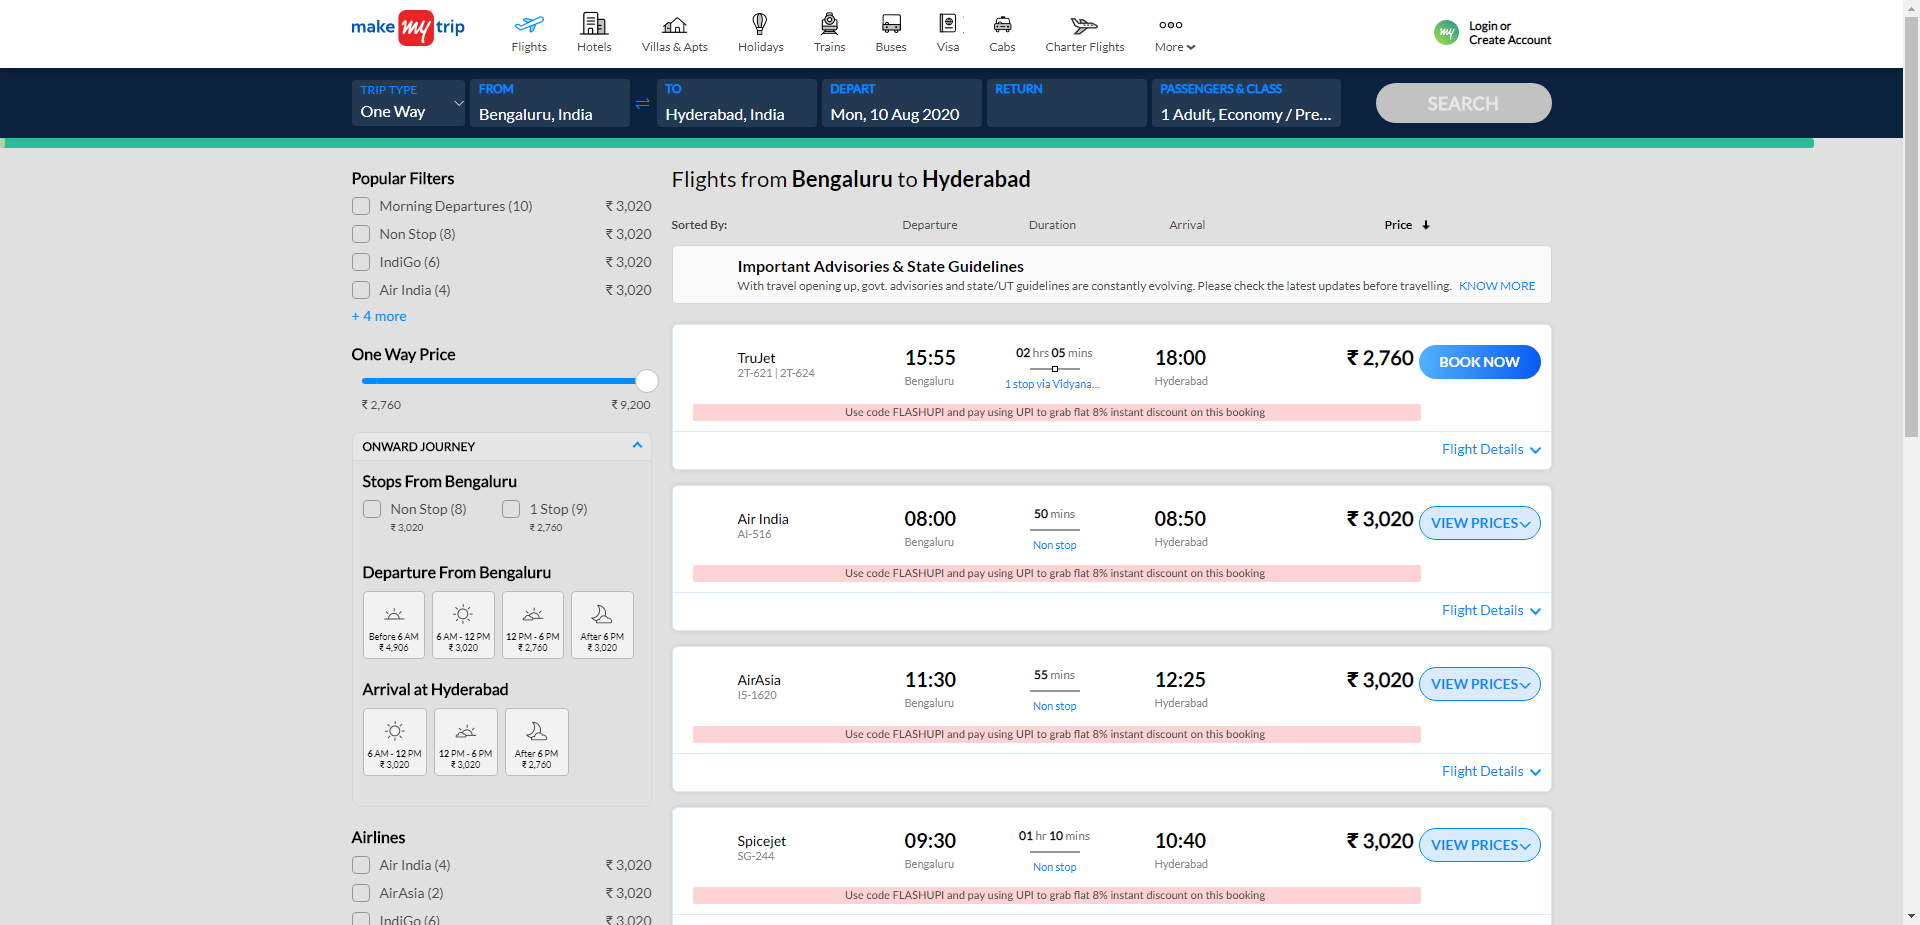 make my trip
Flights
Hotels
Villas & Apts
Holidays
Trains
Buses
Visa
Cabs
Charter Flights
More
my
Login or
Create Account
TRIP TYPE
One Way
FROM
Bengaluru, India
TO
Hyderabad, India
DEPART
Mon, 10 Aug 2020
RETURN
PASSENGERS & CLASS
1 Adult, Economy / Pre...
SEARCH
Popular Filters
Morning Departures (10) ₹ 3,020
Non Stop (8) ₹ 3,020
IndiGo (6) ₹ 3,020
Air India (4) ₹ 3,020
+ 4 more
One Way Price
₹ 2,760 ₹ 9,200
ONWARD JOURNEY
Stops From Bengaluru
Non Stop (8) 1 Stop (9)
₹ 3,020 ₹ 2,760
Departure From Bengaluru
Before 6 AM 6 AM - 12 PM 12 PM - 6 PM After 6 PM
₹ 4,906 ₹ 3,020 ₹ 2,760 ₹ 3,020
Arrival at Hyderabad
6 AM - 12 PM 12 PM - 6 PM After 6 PM
₹ 3,020 ₹ 3,020 ₹ 2,760
Airlines
Air India (4) ₹ 3,020
AirAsia (2) ₹ 3,020
IndiGo (6) ₹ 3,020
Flights from Bengaluru to Hyderabad
Sorted By: Departure Duration Arrival Price
Important Advisories & State Guidelines
With travel opening up, govt. advisories and state/UT guidelines are constantly evolving. Please check the latest updates before travelling. KNOW MORE
TruJet 15:55 02 hrs 05 mins 18:00 ₹ 2,760 BOOK NOW
2T-621 | 2T-624 Bengaluru 1 stop via Vidyana... Hyderabad
Use code FLASHUPI and pay using UPI to grab flat 8% instant discount on this booking
Flight Details
Air India 08:00 50 mins 08:50 ₹ 3,020 VIEW PRICES
AI-516 Bengaluru Non stop Hyderabad
Use code FLASHUPI and pay using UPI to grab flat 8% instant discount on this booking
Flight Details
AirAsia 11:30 55 mins 12:25 ₹ 3,020 VIEW PRICES
I5-1620 Bengaluru Non stop Hyderabad
Use code FLASHUPI and pay using UPI to grab flat 8% instant discount on this booking
Flight Details
Spicejet 09:30 01 hr 10 mins 10:40 ₹ 3,020 VIEW PRICES
SG-244 Bengaluru Non stop Hyderabad
Use code FLASHUPI and pay using UPI to grab flat 8% instant discount on this booking